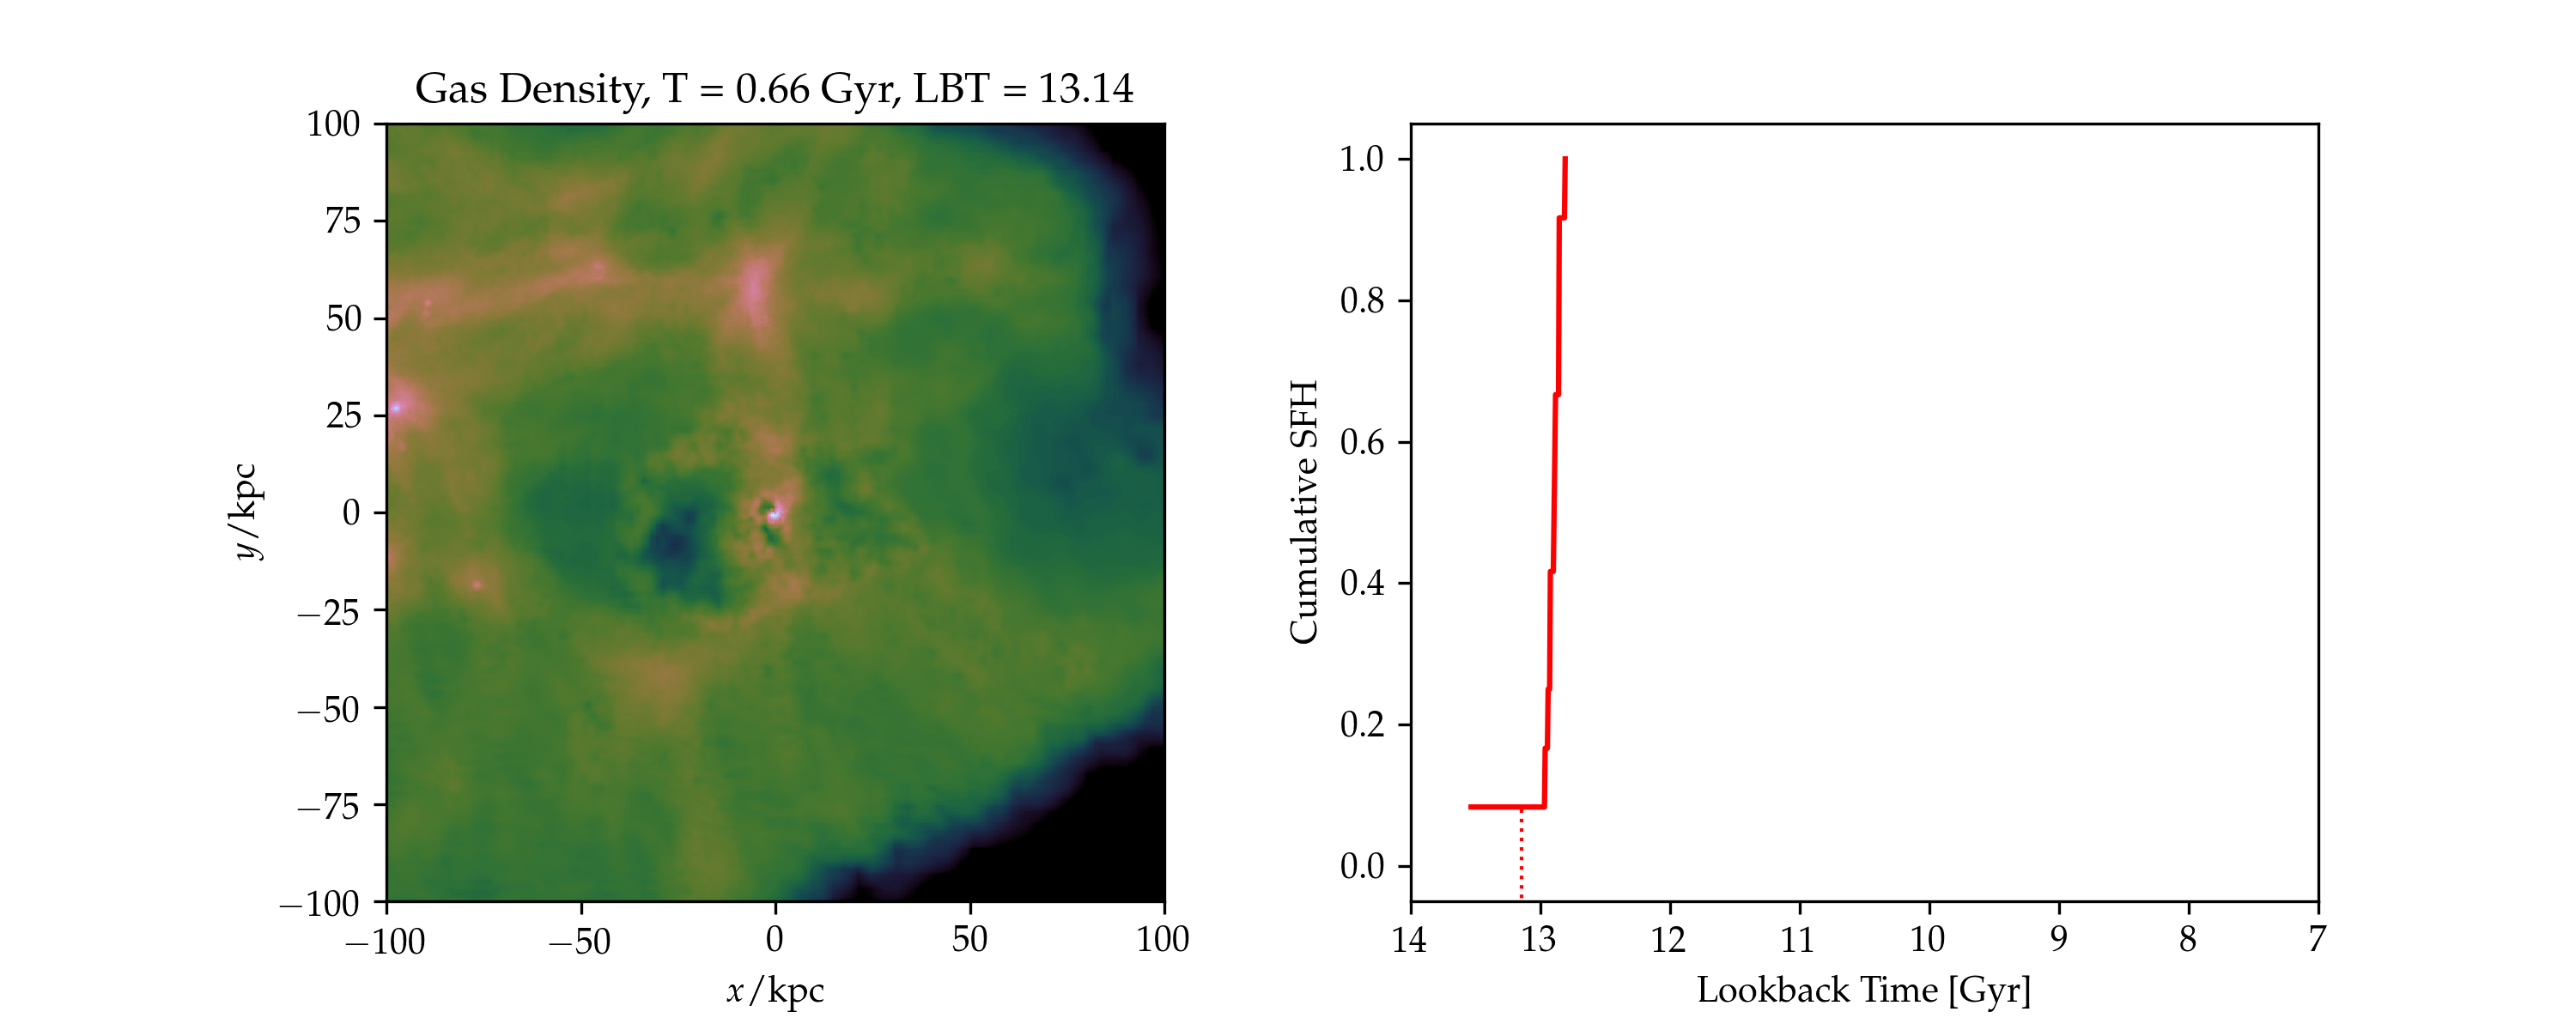 Gas Density, T = 0.66 Gyr, LBT = 13.14
100
75
50
25
0
−25
−50
−75
−100
y/kpc
−100 −50 0 50 100
x/kpc
1.0
0.8
0.6
0.4
0.2
0.0
Cumulative SFH
14 13 12 11 10 9 8 7
Lookback Time [Gyr]